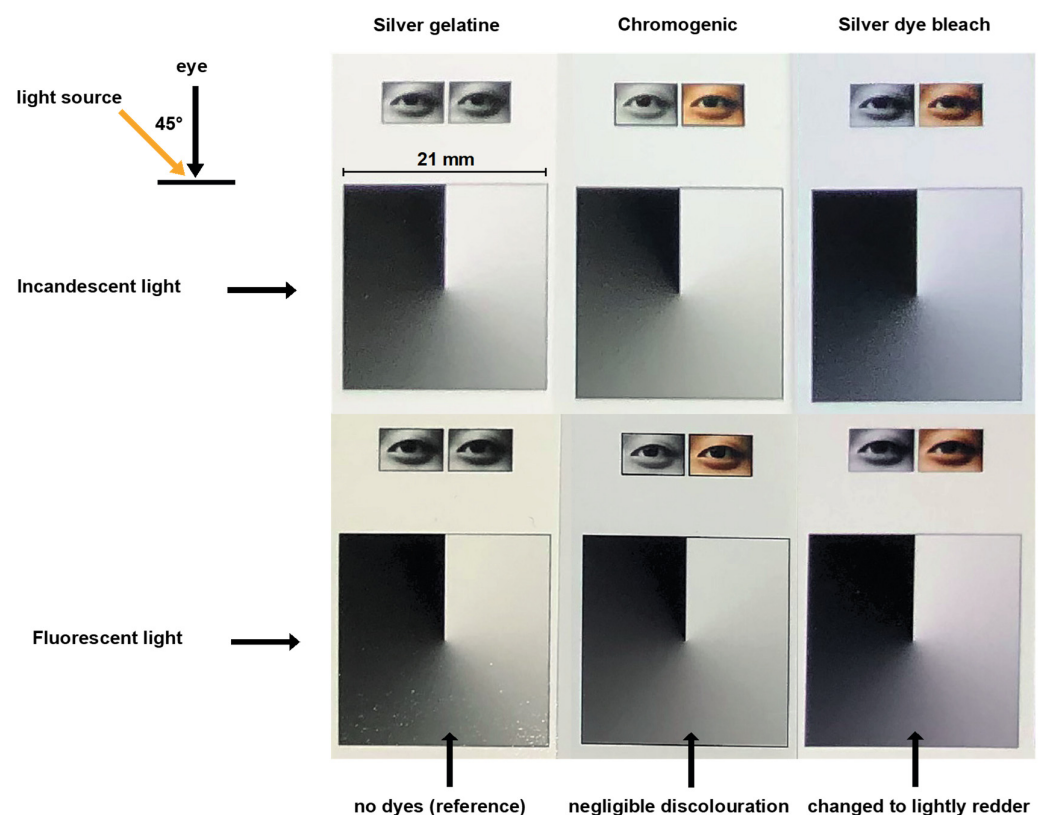 Silver gelatine
Chromogenic
Silver dye bleach
eye
light source
45°
21 mm
Incandescent light
Fluorescent light
no dyes (reference)
negligible discolouration
changed to lightly redder